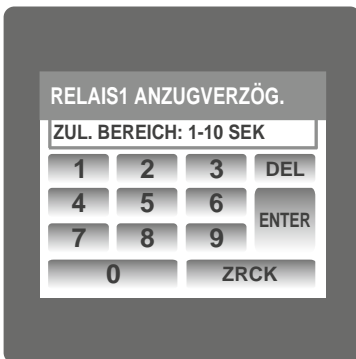 RELAIS1 ANZUGVERZÖG.
ZUL. BEREICH: 1-10 SEK
1 2 3 DEL
4 5 6 ENTER
7 8 9
0 ZRCK